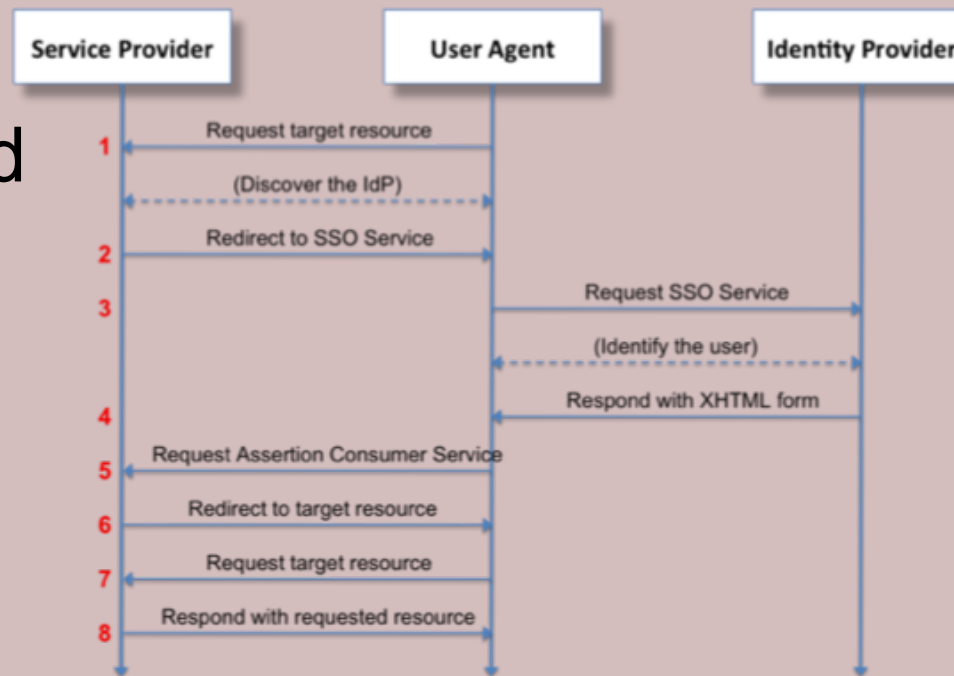 Service Provider
User Agent
Identity Provider
d
1
Request target resource
(Discover the IdP)
2
Redirect to SSO Service
3
Request SSO Service
(Identify the user)
4
Respond with XHTML form
5
Request Assertion Consumer Service
6
Redirect to target resource
7
Request target resource
8
Respond with requested resource